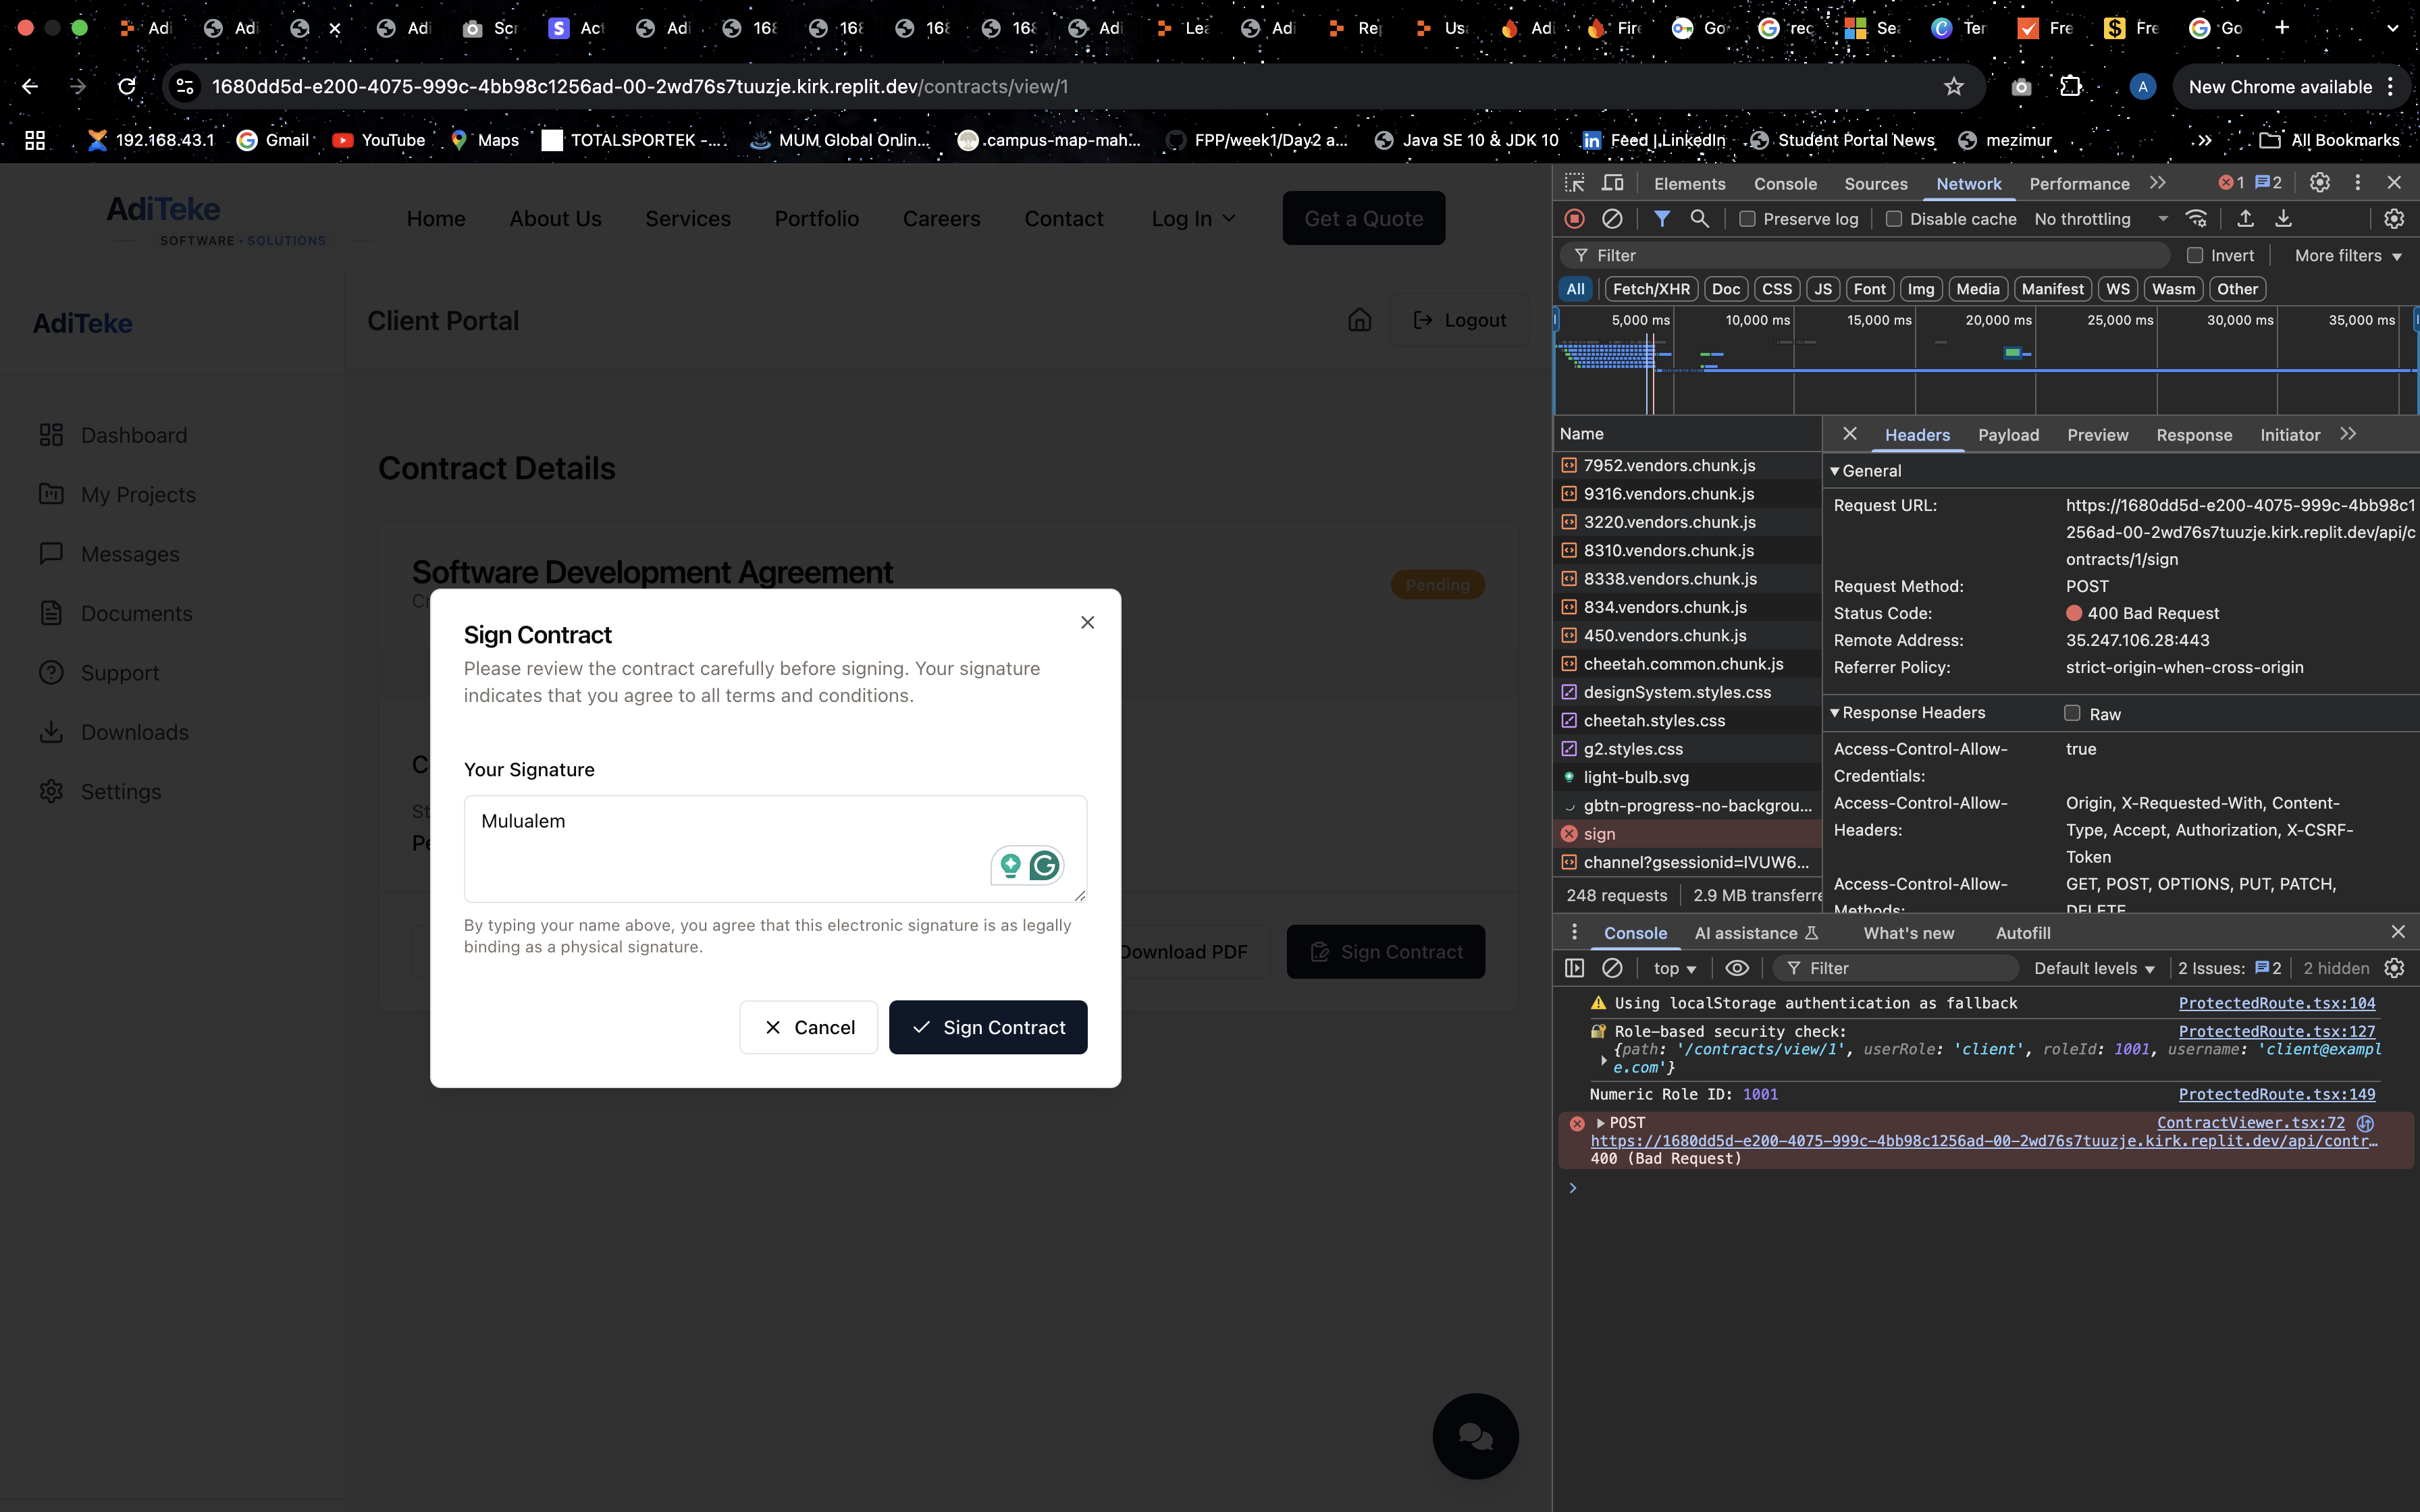 Adi
Adi
Adi
Scr
Act
Adi
168
168
168
168
Adi
Lea
Adi
Rep
Usa
Adi
Fire
Goo
rec
Sea
Ter
Fre
Fre
Go
1680dd5d-e200-4075-999c-4bb98c1256ad-00-2wd76s7tuuzje.kirk.replit.dev/contracts/view/1
A
New Chrome available
192.168.43.1
Gmail
YouTube
Maps
TOTALSPORTEK -...
MUM Global Onlin...
campus-map-mah...
FPP/week1/Day2 a...
Java SE 10 & JDK 10
Feed | LinkedIn
Student Portal News
mezimur
All Bookmarks
AdiTeke
SOFTWARE • SOLUTIONS
Home
About Us
Services
Portfolio
Careers
Contact
Log In
Get a Quote
AdiTeke
Client Portal
Logout
Dashboard
My Projects
Messages
Documents
Support
Downloads
Settings
Contract Details
Software Development Agreement
Pending
Download PDF
Sign Contract
Sign Contract
Please review the contract carefully before signing. Your signature
indicates that you agree to all terms and conditions.
Your Signature
Mulualem
By typing your name above, you agree that this electronic signature is as legally
binding as a physical signature.
Cancel
Sign Contract
Elements
Console
Sources
Network
Performance
1
2
Preserve log
Disable cache
No throttling
Filter
Invert
More filters
All
Fetch/XHR
Doc
CSS
JS
Font
Img
Media
Manifest
WS
Wasm
Other
5,000 ms
10,000 ms
15,000 ms
20,000 ms
25,000 ms
30,000 ms
35,000 ms
Name
7952.vendors.chunk.js
9316.vendors.chunk.js
3220.vendors.chunk.js
8310.vendors.chunk.js
8338.vendors.chunk.js
834.vendors.chunk.js
450.vendors.chunk.js
cheetah.common.chunk.js
designSystem.styles.css
cheetah.styles.css
g2.styles.css
light-bulb.svg
gbtn-progress-no-backgrou...
sign
channel?gsessionid=lVUW6...
248 requests
2.9 MB transferre
Headers
Payload
Preview
Response
Initiator
General
Request URL:
https://1680dd5d-e200-4075-999c-4bb98c1
256ad-00-2wd76s7tuuzje.kirk.replit.dev/api/c
ontracts/1/sign
Request Method:
POST
Status Code:
400 Bad Request
Remote Address:
35.247.106.28:443
Referrer Policy:
strict-origin-when-cross-origin
Response Headers
Raw
Access-Control-Allow-
Credentials:
true
Access-Control-Allow-
Headers:
Origin, X-Requested-With, Content-
Type, Accept, Authorization, X-CSRF-
Token
Access-Control-Allow-
Methods:
GET, POST, OPTIONS, PUT, PATCH,
DELETE
Console
AI assistance
What's new
Autofill
top
Filter
Default levels
2 Issues:
2
2 hidden
Using localStorage authentication as fallback
ProtectedRoute.tsx:104
Role-based security check:
ProtectedRoute.tsx:127
{path: '/contracts/view/1', userRole: 'client', roleId: 1001, username: 'client@exampl
e.com'}
Numeric Role ID: 1001
ProtectedRoute.tsx:149
POST
ContractViewer.tsx:72
https://1680dd5d-e200-4075-999c-4bb98c1256ad-00-2wd76s7tuuzje.kirk.replit.dev/api/contr…
400 (Bad Request)